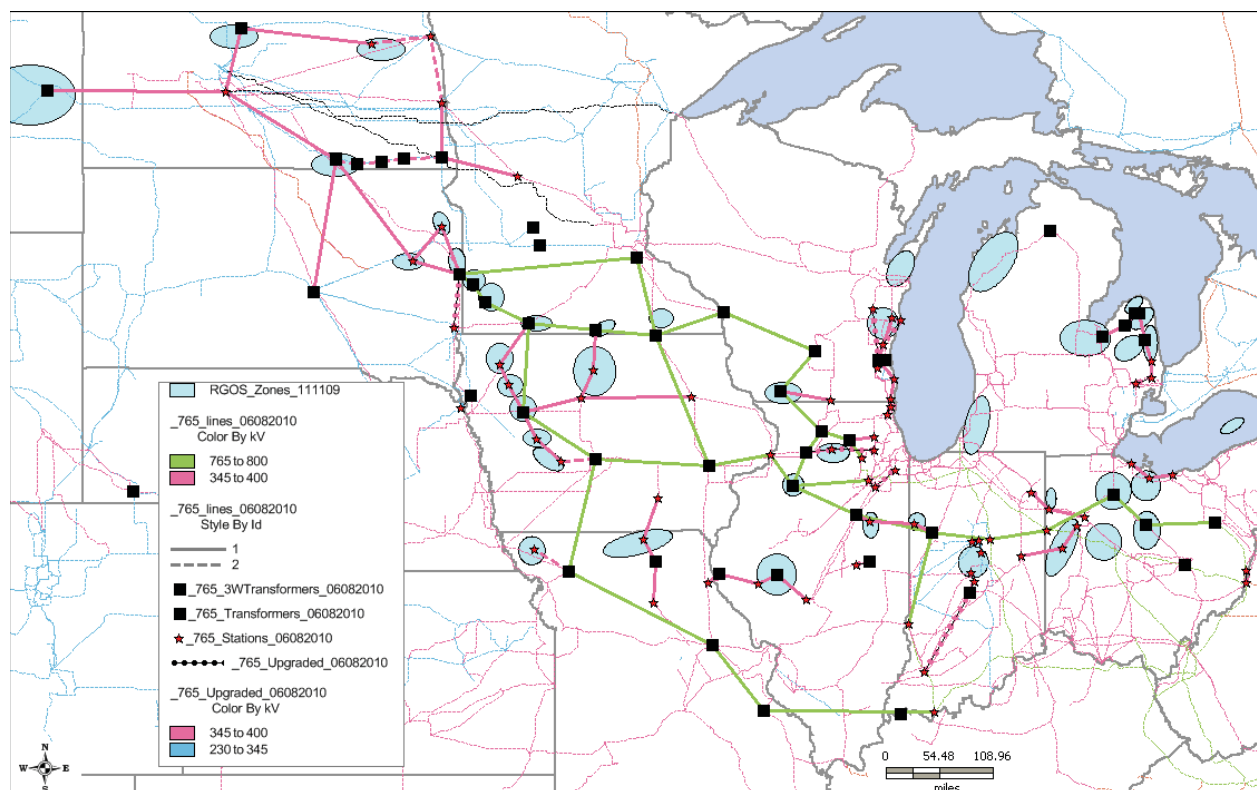 RGOS_Zones_111109
_765_lines_06082010
Color By kV
765 to 800
345 to 400
_765_lines_06082010
Style By Id
1
2
_765_3WTransformers_06082010
_765_Transformers_06082010
_765_Stations_06082010
_765_Upgraded_06082010
_765_Upgraded_06082010
Color By kV
345 to 400
230 to 345
N
W E
S
0 54.48 108.96
miles